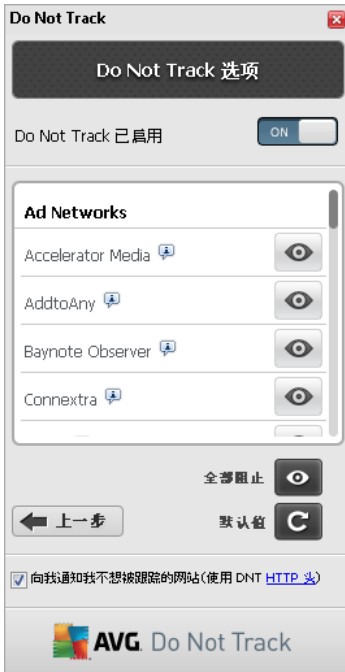 Do Not Track
Do Not Track 选项
Do Not Track 已启用
ON
Ad Networks
Accelerator Media
AddtoAny
Baynote Observer
Connextra
全部阻止
上一步
默认值
向我通知我不想被跟踪的网站(使用 DNT HTTP 头)
AVG. Do Not Track